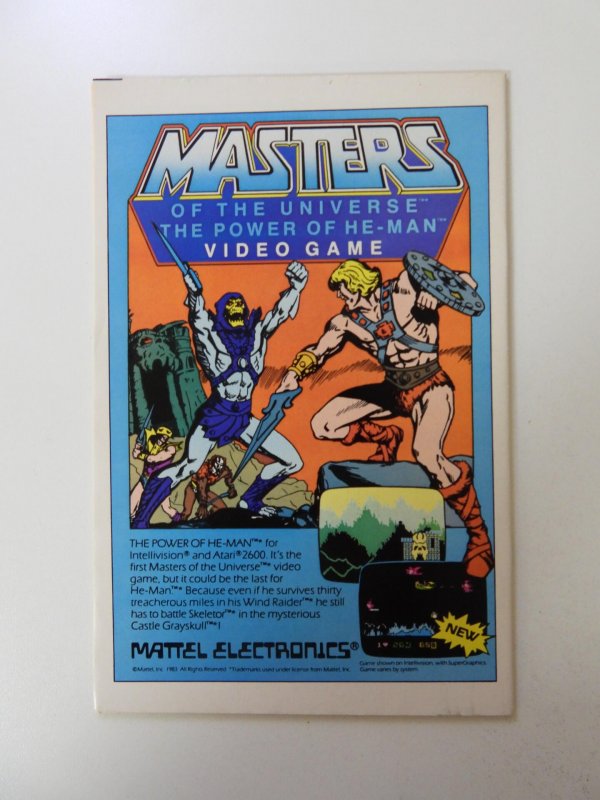 MASTERS
OF THE UNIVERSE™
THE POWER OF HE-MAN™
VIDEO GAME
THE POWER OF HE-MAN™* for
Intellivision® and Atari® 2600. It's the
first Masters of the Universe™* video
game, but it could be the last for
He-Man™* Because even if he survives thirty
treacherous miles in his Wind Raider™* he still
has to battle Skeletor™* in the mysterious
Castle Grayskull™*!
NEW
MATTEL ELECTRONICS®
©Mattel, Inc. 1983. All Rights Reserved. *Trademarks used under license from Mattel, Inc.
Game shown on Intellivision, with SuperGraphics.
Game varies by system.